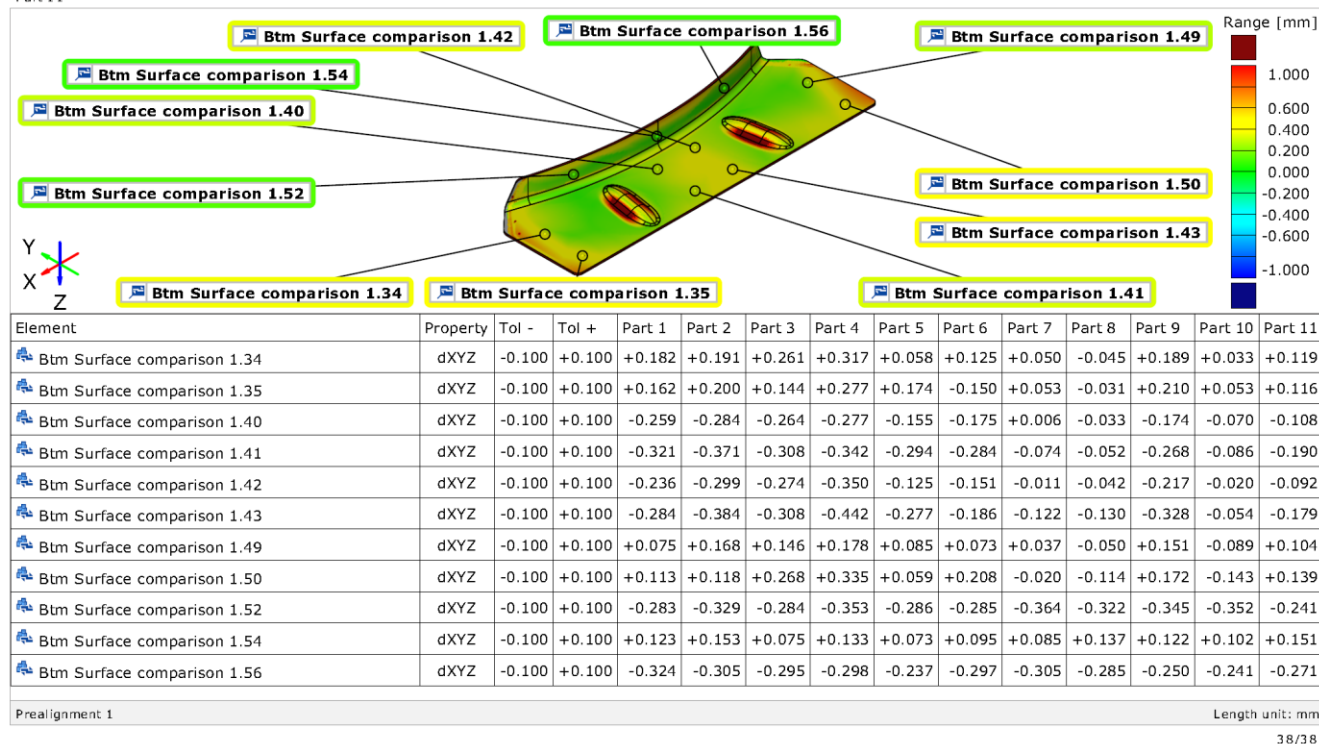 Range [mm]
Btm Surface comparison 1.42
Btm Surface comparison 1.56
Btm Surface comparison 1.49
Btm Surface comparison 1.54
Btm Surface comparison 1.40
Btm Surface comparison 1.52
Btm Surface comparison 1.50
Btm Surface comparison 1.43
Btm Surface comparison 1.34
Btm Surface comparison 1.35
Btm Surface comparison 1.41
1.000
0.600
0.400
0.200
0.000
-0.200
-0.400
-0.600
-1.000
Y
X
Z
Element Property Tol - Tol + Part 1 Part 2 Part 3 Part 4 Part 5 Part 6 Part 7 Part 8 Part 9 Part 10 Part 11
Btm Surface comparison 1.34 dXYZ -0.100 +0.100 +0.182 +0.191 +0.261 +0.317 +0.058 +0.125 +0.050 -0.045 +0.189 +0.033 +0.119
Btm Surface comparison 1.35 dXYZ -0.100 +0.100 +0.162 +0.200 +0.144 +0.277 +0.174 -0.150 +0.053 -0.031 +0.210 +0.053 +0.116
Btm Surface comparison 1.40 dXYZ -0.100 +0.100 -0.259 -0.284 -0.264 -0.277 -0.155 -0.175 +0.006 -0.033 -0.174 -0.070 -0.108
Btm Surface comparison 1.41 dXYZ -0.100 +0.100 -0.321 -0.371 -0.308 -0.342 -0.294 -0.284 -0.074 -0.052 -0.268 -0.086 -0.190
Btm Surface comparison 1.42 dXYZ -0.100 +0.100 -0.236 -0.299 -0.274 -0.350 -0.125 -0.151 -0.011 -0.042 -0.217 -0.020 -0.092
Btm Surface comparison 1.43 dXYZ -0.100 +0.100 -0.284 -0.384 -0.308 -0.442 -0.277 -0.186 -0.122 -0.130 -0.328 -0.054 -0.179
Btm Surface comparison 1.49 dXYZ -0.100 +0.100 +0.075 +0.168 +0.146 +0.178 +0.085 +0.073 +0.037 -0.050 +0.151 -0.089 +0.104
Btm Surface comparison 1.50 dXYZ -0.100 +0.100 +0.113 +0.118 +0.268 +0.335 +0.059 +0.208 -0.020 -0.114 +0.172 -0.143 +0.139
Btm Surface comparison 1.52 dXYZ -0.100 +0.100 -0.283 -0.329 -0.284 -0.353 -0.286 -0.285 -0.364 -0.322 -0.345 -0.352 -0.241
Btm Surface comparison 1.54 dXYZ -0.100 +0.100 +0.123 +0.153 +0.075 +0.133 +0.073 +0.095 +0.085 +0.137 +0.122 +0.102 +0.151
Btm Surface comparison 1.56 dXYZ -0.100 +0.100 -0.324 -0.305 -0.295 -0.298 -0.237 -0.297 -0.305 -0.285 -0.250 -0.241 -0.271
Prealignment 1 Length unit: mm
38/38